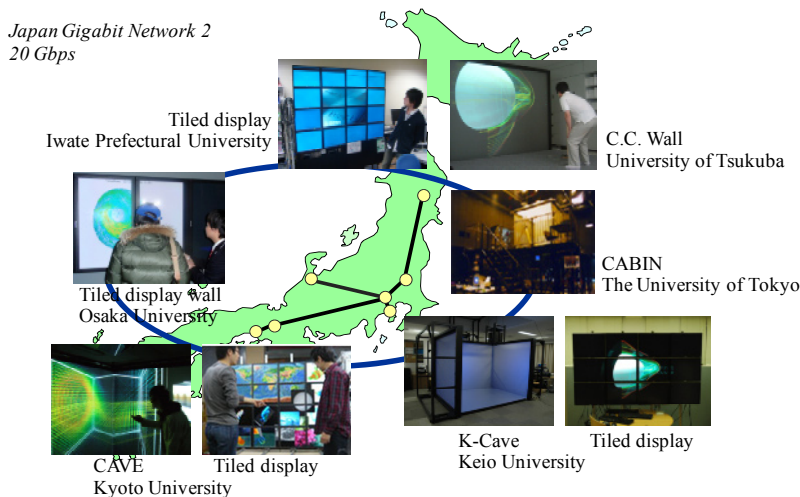 Japan Gigabit Network 2
20 Gbps
Tiled display
Iwate Prefectural University
C.C. Wall
University of Tsukuba
CABIN
The University of Tokyo
Tiled display wall
Osaka University
CAVE
Kyoto University
Tiled display
K-Cave
Keio University
Tiled display